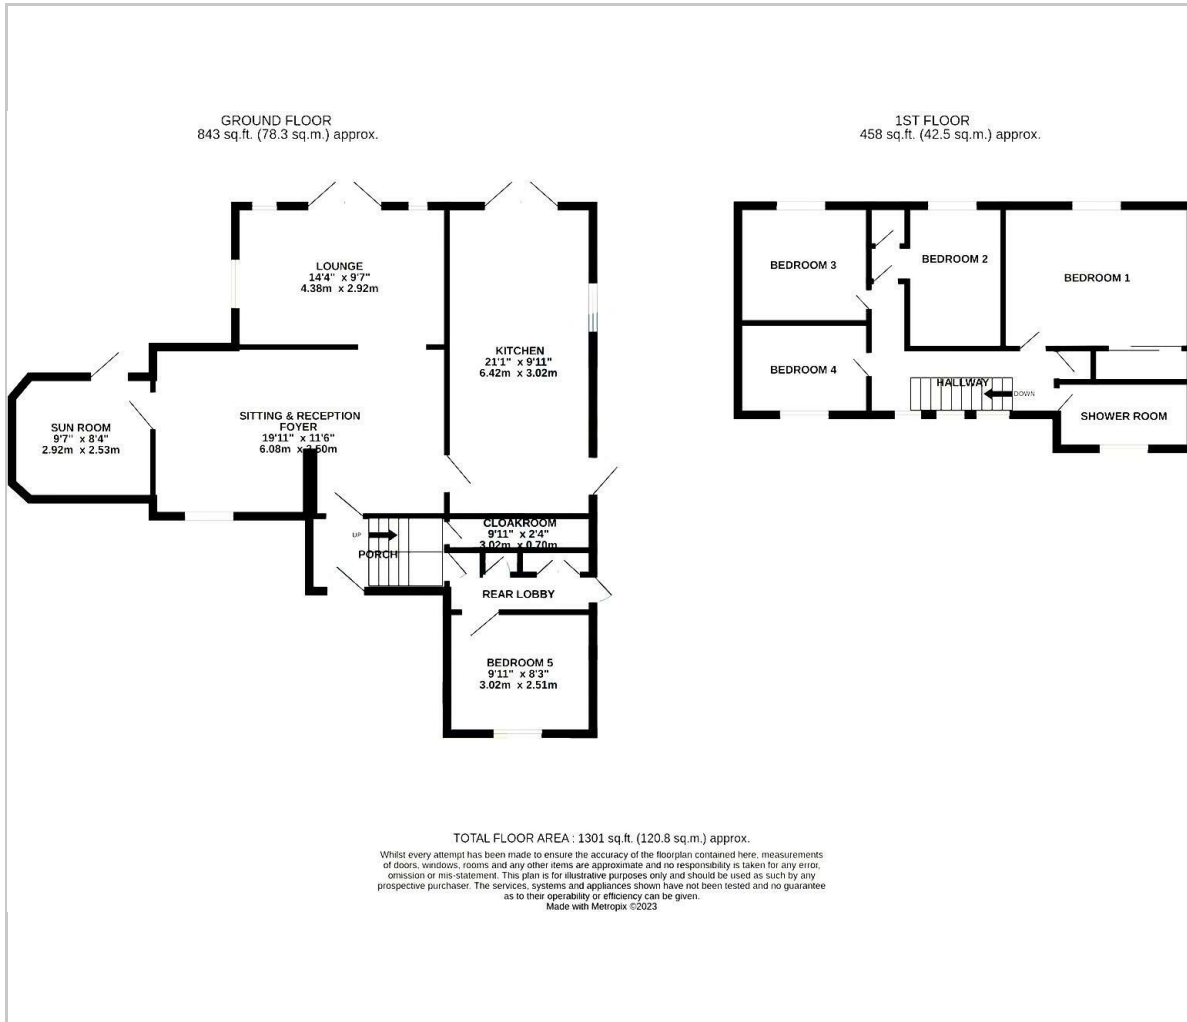 GROUND FLOOR
843 sq.ft. (78.3 sq.m.) approx.
1ST FLOOR
458 sq.ft. (42.5 sq.m.) approx.
LOUNGE
14'4" x 9'7"
4.38m x 2.92m
KITCHEN
21'1" x 9'11"
6.42m x 3.02m
SITTING & RECEPTION
FOYER
19'11" x 11'6"
6.08m x 3.50m
SUN ROOM
9'7" x 8'4"
2.92m x 2.53m
CLOAKROOM
9'11" x 2'4"
3.02m x 0.70m
UP
PORCH
REAR LOBBY
BEDROOM 5
9'11" x 8'3"
3.02m x 2.51m
BEDROOM 3
BEDROOM 2
BEDROOM 1
BEDROOM 4
HALLWAY
DOWN
SHOWER ROOM
TOTAL FLOOR AREA : 1301 sq.ft. (120.8 sq.m.) approx.
Whilst every attempt has been made to ensure the accuracy of the floorplan contained here, measurements
of doors, windows, rooms and any other items are approximate and no responsibility is taken for any error,
omission or mis-statement. This plan is for illustrative purposes only and should be used as such by any
prospective purchaser. The services, systems and appliances shown have not been tested and no guarantee
as to their operability or efficiency can be given.
Made with Metropix ©2023